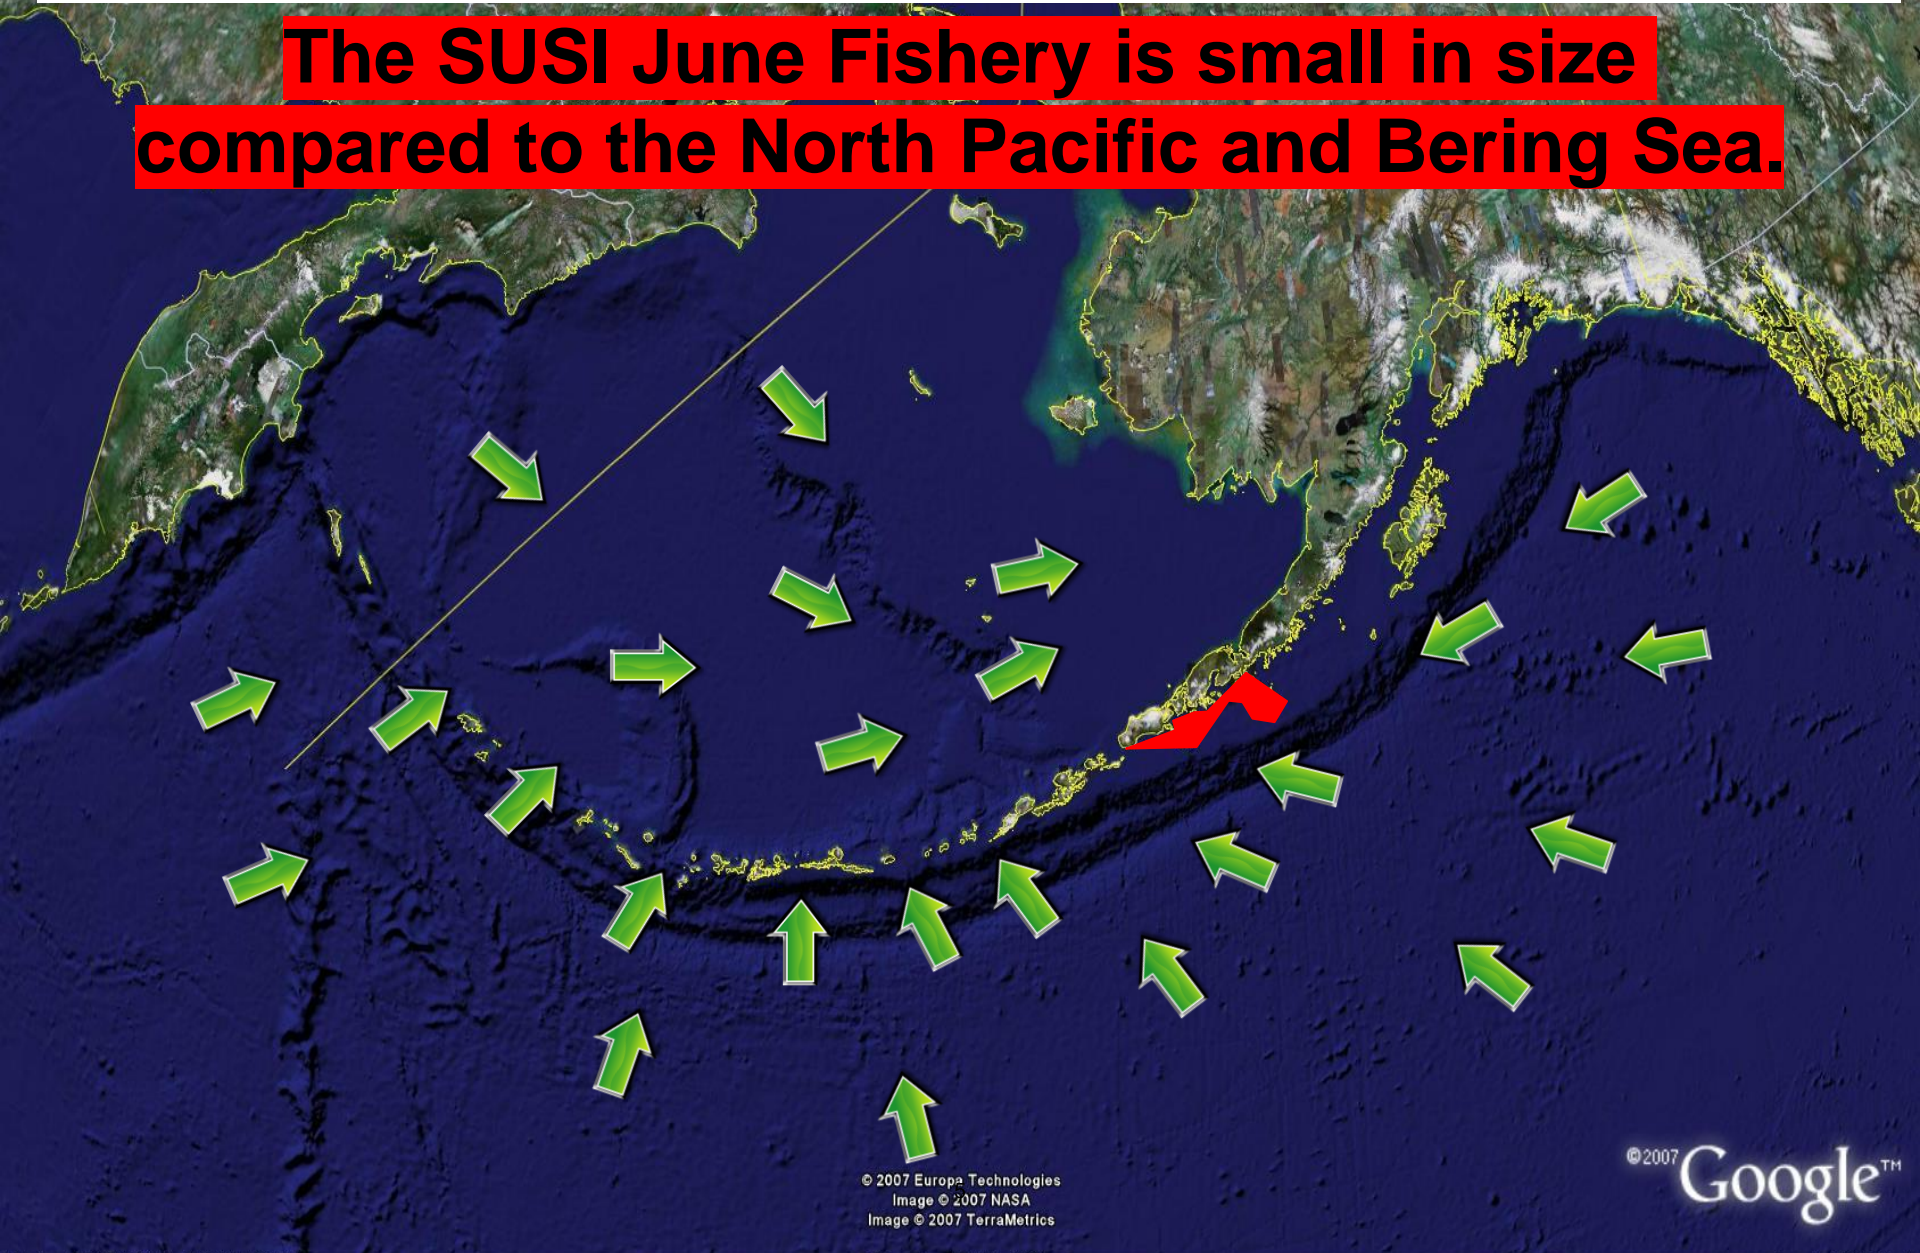 The SUSI June Fishery is small in size
compared to the North Pacific and Bering Sea.
©2007 Google™
© 2007 Europa Technologies
Image © 2007 NASA
Image © 2007 TerraMetrics
5